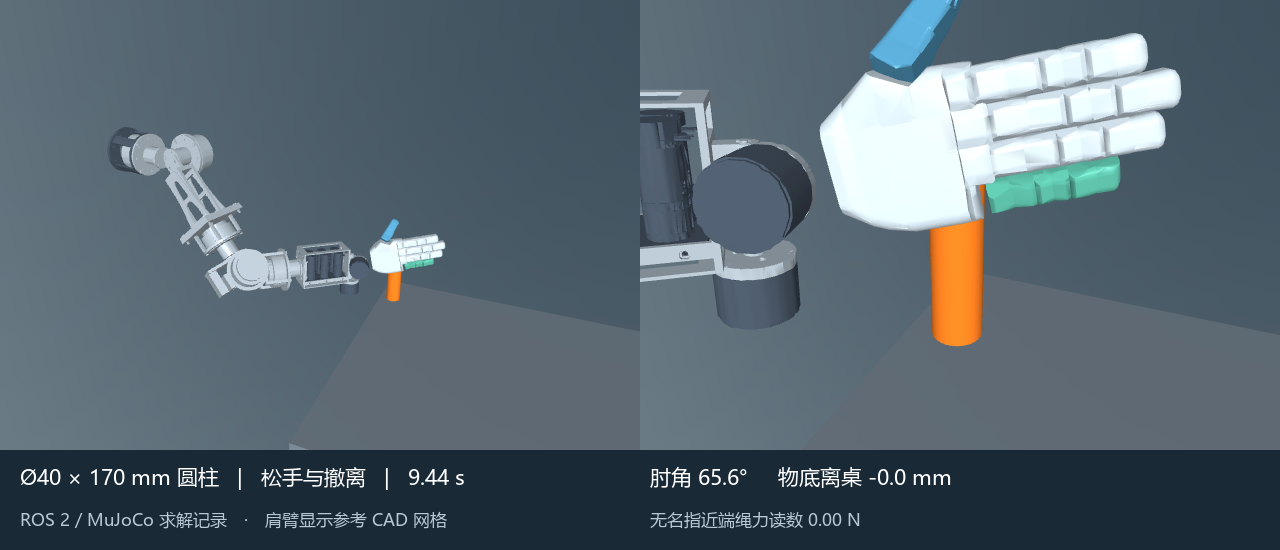 Ø40 × 170 mm 圆柱 | 松手与撤离 | 9.44 s
ROS 2 / MuJoCo 求解记录 · 肩臂显示参考 CAD 网格
肘角 65.6° 物底离桌 -0.0 mm
无名指近端绳力读数 0.00 N